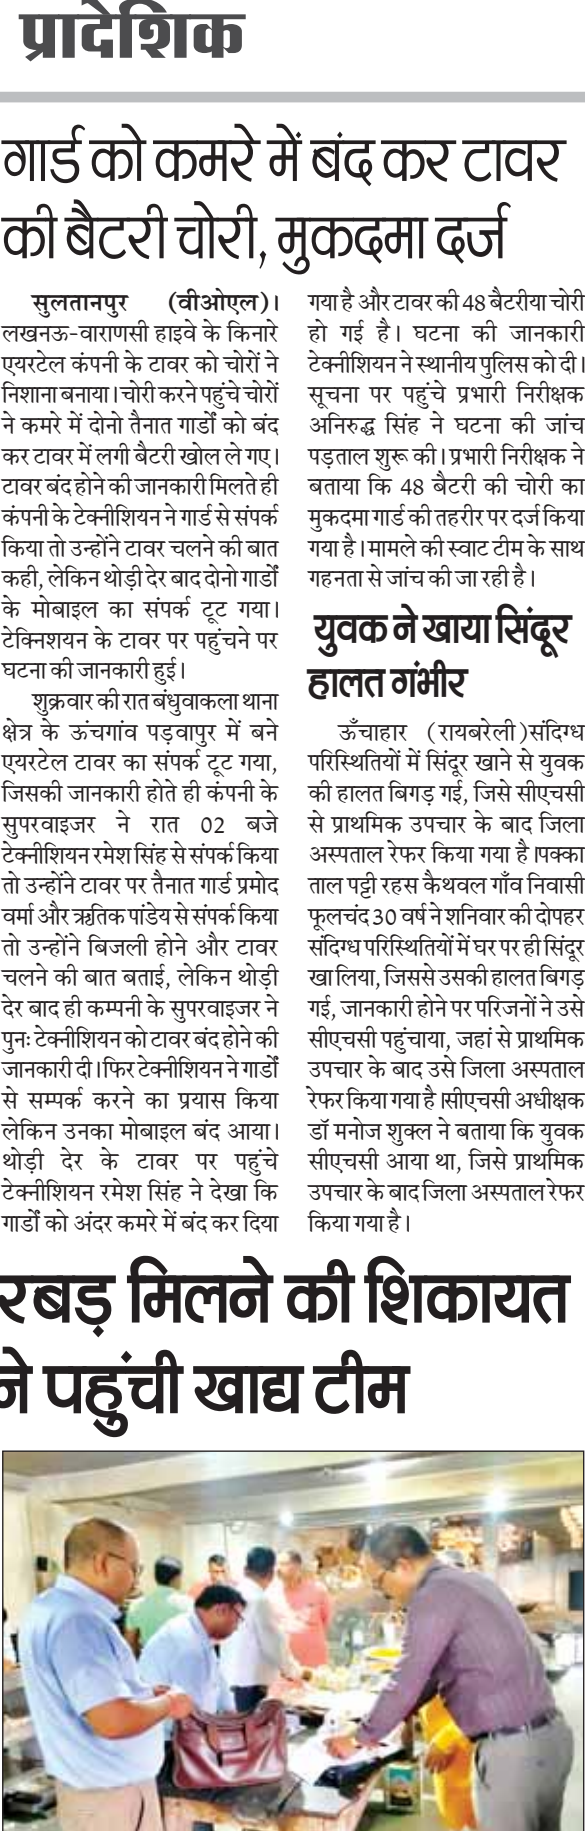 प्रादेशिक
गार्ड को कमरे में बंद कर टावर
की बैटरी चोरी, मुकदमा दर्ज
सुलतानपुर (वीओएल)।
लखनऊ-वाराणसी हाइवे के किनारे
एयरटेल कंपनी के टावर को चोरों ने
निशाना बनाया। चोरी करने पहुंचे चोरों
ने कमरे में दोनो तैनात गार्डों को बंद
कर टावर में लगी बैटरी खोल ले गए।
टावर बंद होने की जानकारी मिलते ही
कंपनी के टेक्नीशियन ने गार्ड से संपर्क
किया तो उन्होंने टावर चलने की बात
कही, लेकिन थोड़ी देर बाद दोनो गार्डों
के मोबाइल का संपर्क टूट गया।
टेक्निशयन के टावर पर पहुंचने पर
घटना की जानकारी हुई।
शुक्रवार की रात बंधुवाकला थाना
क्षेत्र के ऊंचगांव पड़वापुर में बने
एयरटेल टावर का संपर्क टूट गया,
जिसकी जानकारी होते ही कंपनी के
सुपरवाइजर ने रात 02 बजे
टेक्नीशियन रमेश सिंह से संपर्क किया
तो उन्होंने टावर पर तैनात गार्ड प्रमोद
वर्मा और ऋतिक पांडेय से संपर्क किया
तो उन्होंने बिजली होने और टावर
चलने की बात बताई, लेकिन थोड़ी
देर बाद ही कम्पनी के सुपरवाइजर ने
पुनः टेक्नीशियन को टावर बंद होने की
जानकारी दी। फिर टेक्नीशियन ने गार्डों
से सम्पर्क करने का प्रयास किया
लेकिन उनका मोबाइल बंद आया।
थोड़ी देर के टावर पर पहुंचे
टेक्नीशियन रमेश सिंह ने देखा कि
गार्डों को अंदर कमरे में बंद कर दिया
गया है और टावर की 48 बैटरीया चोरी
हो गई है। घटना की जानकारी
टेक्नीशियन ने स्थानीय पुलिस को दी।
सूचना पर पहुंचे प्रभारी निरीक्षक
अनिरुद्ध सिंह ने घटना की जांच
पड़ताल शुरू की। प्रभारी निरीक्षक ने
बताया कि 48 बैटरी की चोरी का
मुकदमा गार्ड की तहरीर पर दर्ज किया
गया है। मामले की स्वाट टीम के साथ
गहनता से जांच की जा रही है।
युवक ने खाया सिंदूर
हालत गंभीर
ऊँचाहार (रायबरेली)संदिग्ध
परिस्थितियों में सिंदूर खाने से युवक
की हालत बिगड़ गई, जिसे सीएचसी
से प्राथमिक उपचार के बाद जिला
अस्पताल रेफर किया गया है।पक्का
ताल पट्टी रहस कैथवल गाँव निवासी
फूलचंद 30 वर्ष ने शनिवार की दोपहर
संदिग्ध परिस्थितियों में घर पर ही सिंदूर
खा लिया, जिससे उसकी हालत बिगड़
गई, जानकारी होने पर परिजनों ने उसे
सीएचसी पहुंचाया, जहां से प्राथमिक
उपचार के बाद उसे जिला अस्पताल
रेफर किया गया है।सीएचसी अधीक्षक
डॉ मनोज शुक्ल ने बताया कि युवक
सीएचसी आया था, जिसे प्राथमिक
उपचार के बाद जिला अस्पताल रेफर
किया गया है।
रबड़ मिलने की शिकायत
ने पहुंची खाद्य टीम